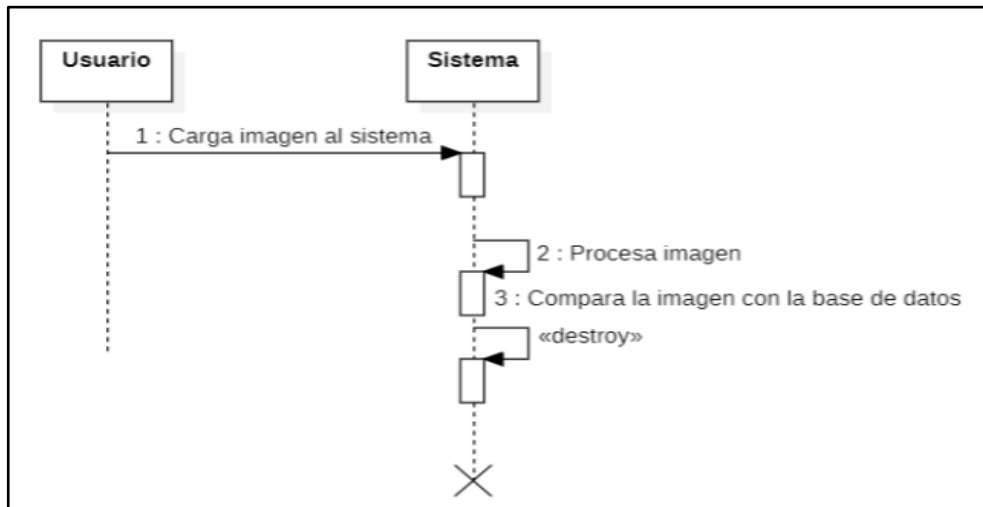 Usuario
Sistema
1 : Carga imagen al sistema
2 : Procesa imagen
3 : Compara la imagen con la base de datos
«destroy»